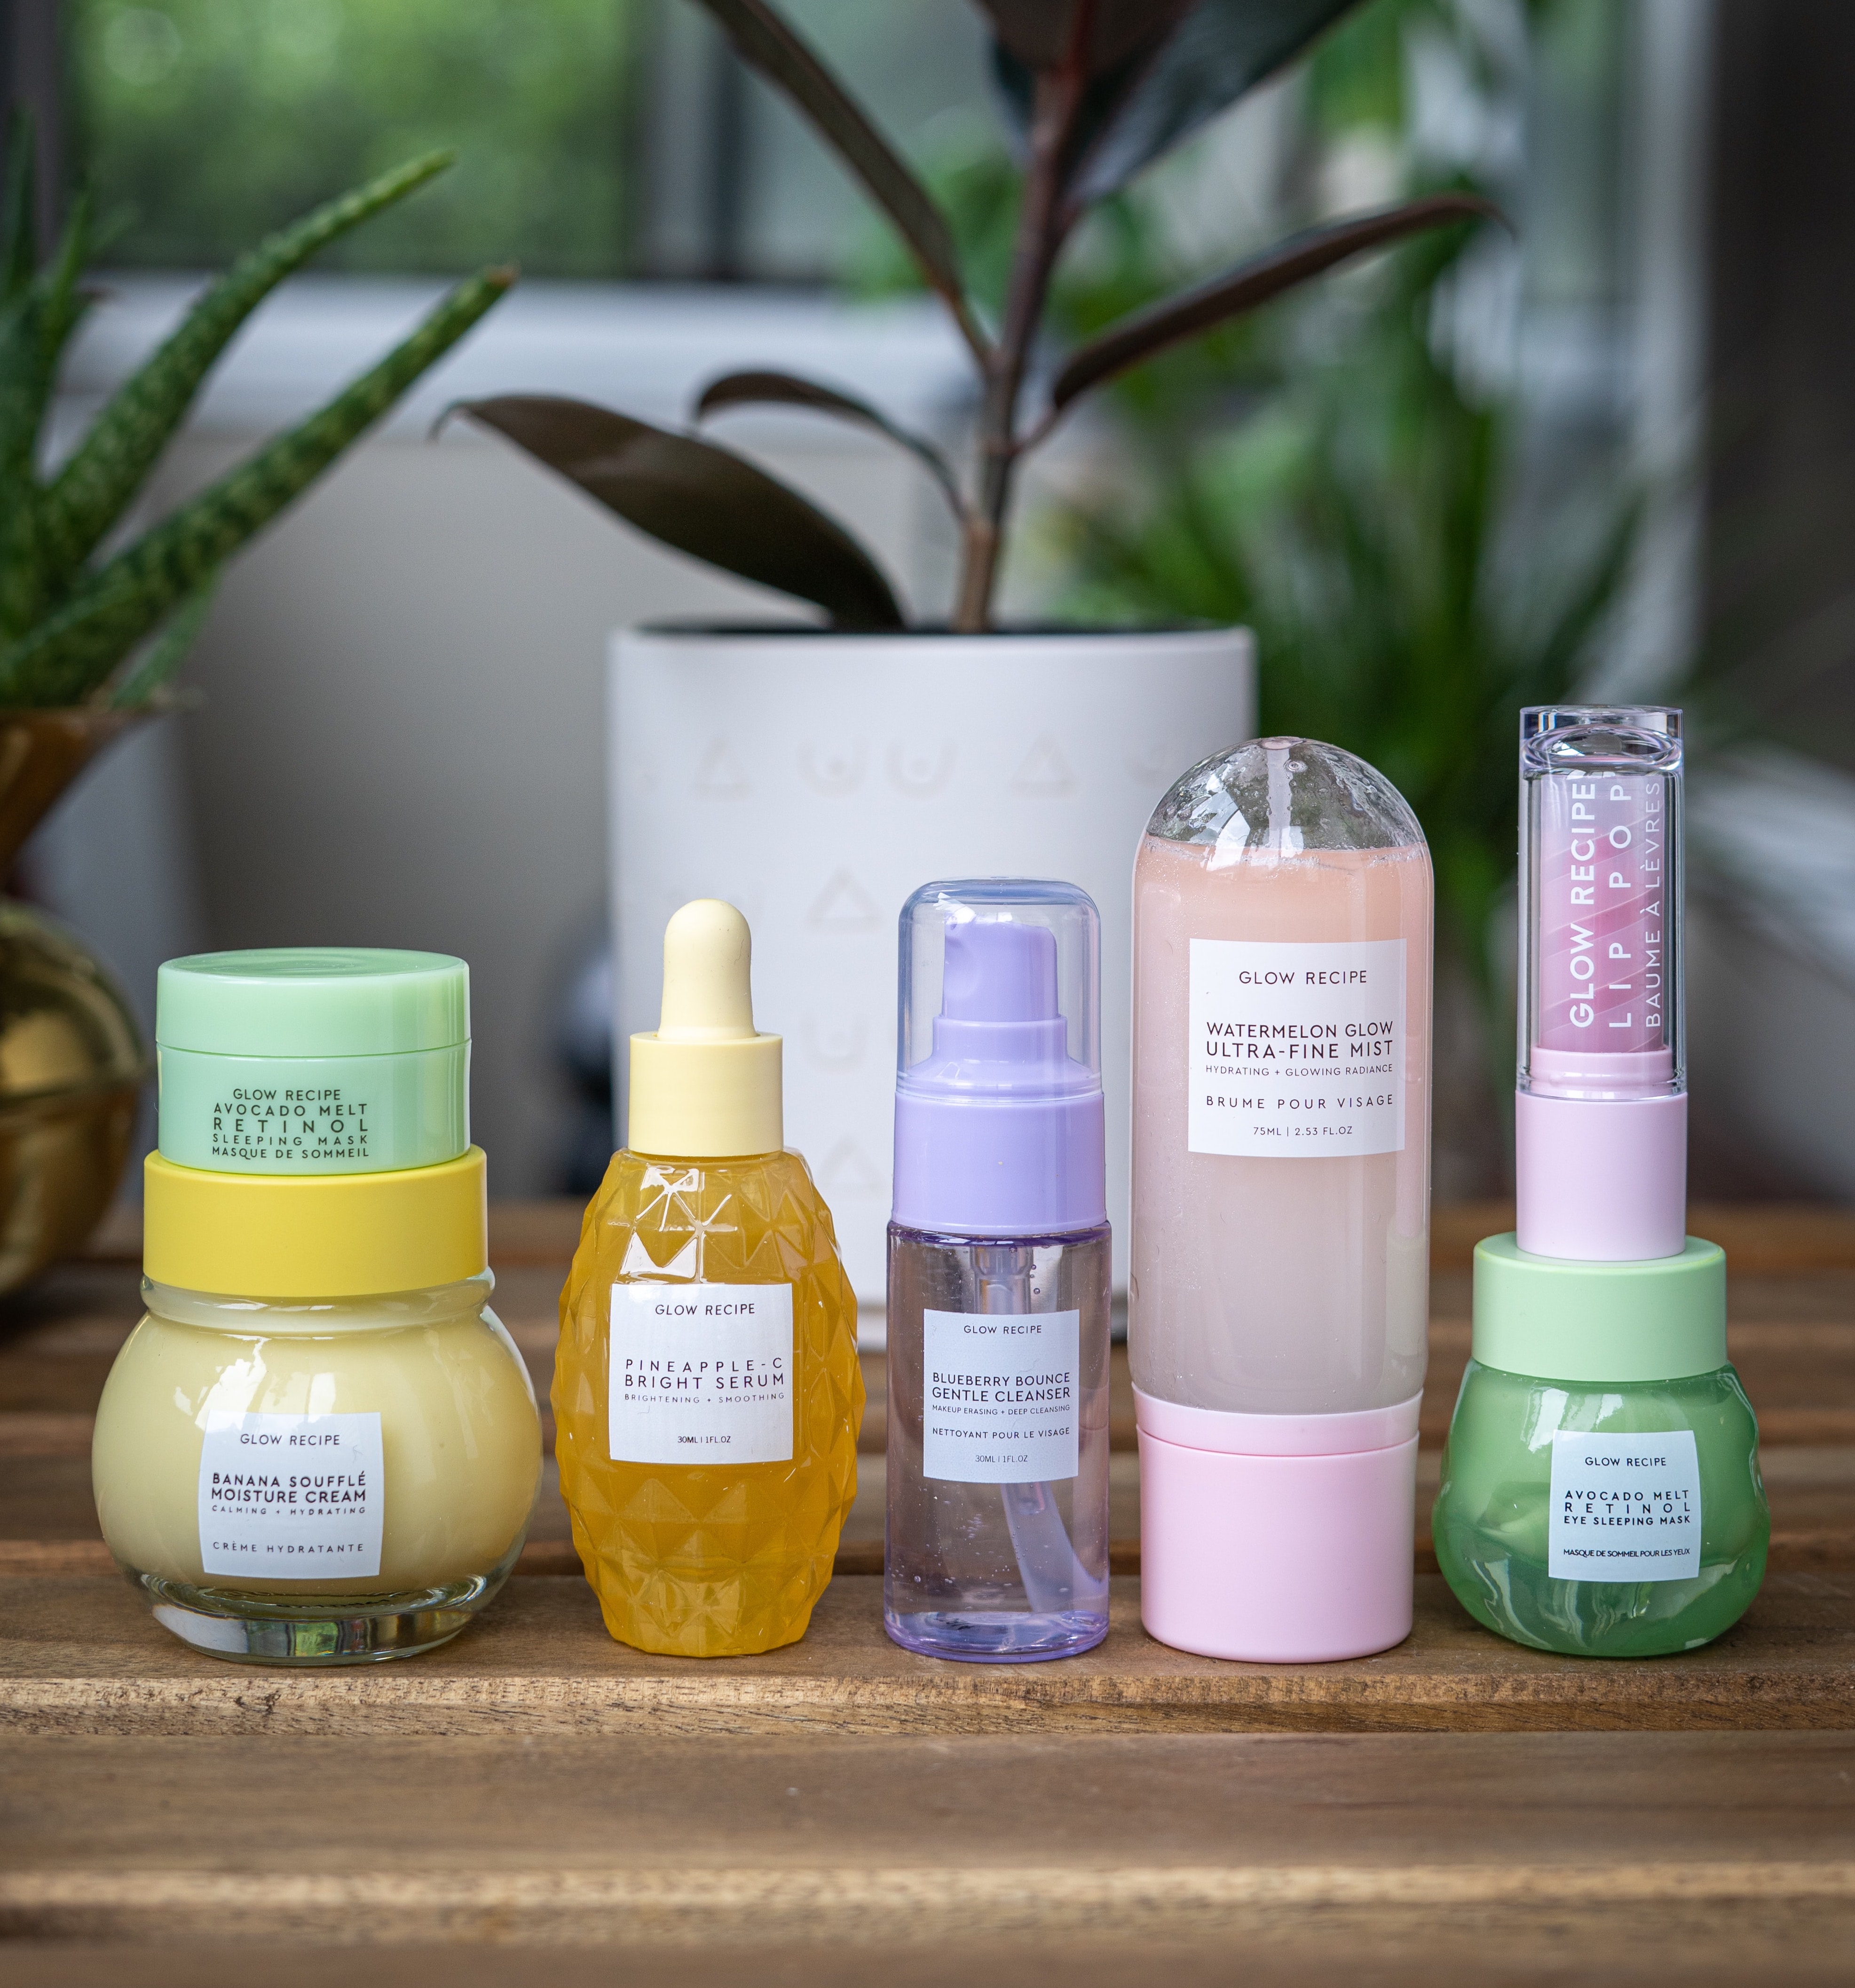 GLOW RECIPE
AVOCADO MELT
RETINOL
SLEEPING MASK
MASQUE DE SOMMEIL
GLOW RECIPE
BANANA SOUFFLÉ
MOISTURE CREAM
CALMING + HYDRATING
CRÈME HYDRATANTE
GLOW RECIPE
PINEAPPLE-C
BRIGHT SERUM
BRIGHTENING + SMOOTHING
30ML | 1FL.OZ
GLOW RECIPE
BLUEBERRY BOUNCE
GENTLE CLEANSER
MAKEUP ERASING + DEEP CLEANSING
NETTOYANT POUR LE VISAGE
30ML | 1FL.OZ
GLOW RECIPE
WATERMELON GLOW
ULTRA-FINE MIST
HYDRATING + GLOWING RADIANCE
BRUME POUR VISAGE
75ML | 2.53 FL.OZ
GLOW RECIPE
LIP POP
BAUME À LÈVRES
GLOW RECIPE
AVOCADO MELT
RETINOL
EYE SLEEPING MASK
MASQUE DE SOMMEIL POUR LES YEUX